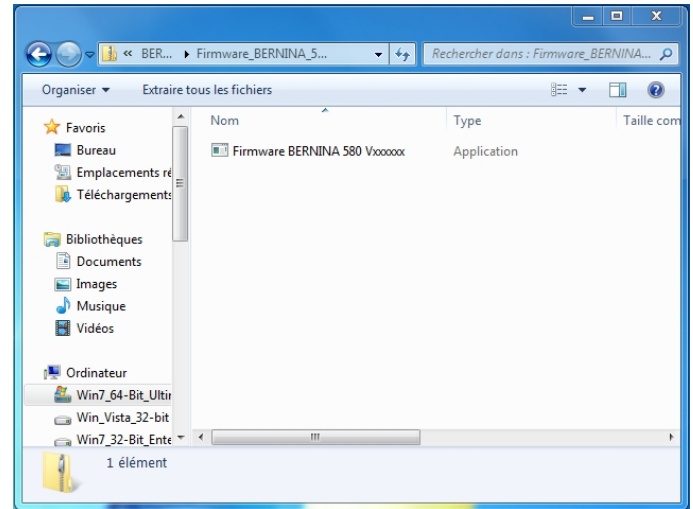 « BER... ▸ Firmware_BERNINA_5...
Rechercher dans : Firmware_BERNINA...
Organiser ▾ Extraire tous les fichiers
Favoris
Bureau
Emplacements ré
Téléchargements
Bibliothèques
Documents
Images
Musique
Vidéos
Ordinateur
Win7_64-Bit_Ultir
Win_Vista_32-bit
Win7_32-Bit_Ente
Nom Type Taille com
Firmware BERNINA 580 Vxxxxxx Application
1 élément